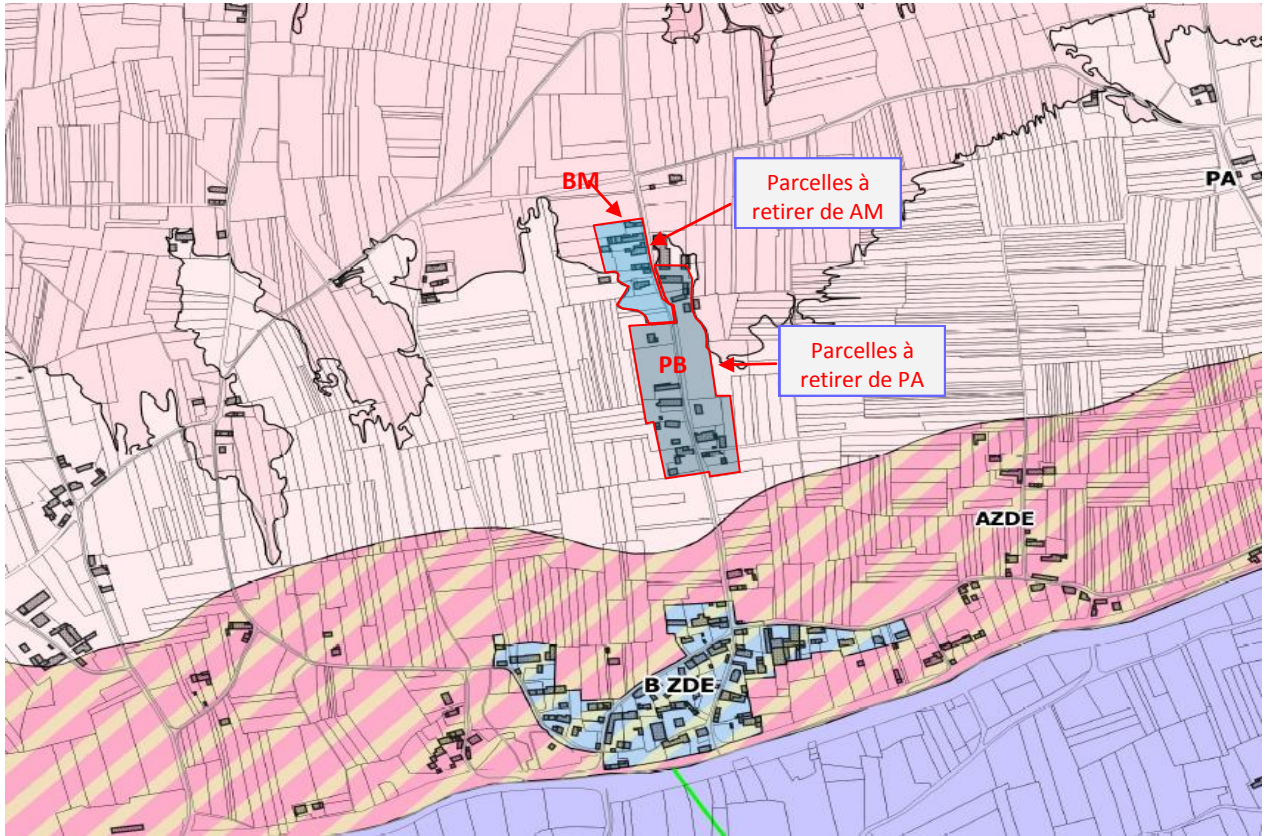 BM
Parcelles à
retirer de AM
PA
Parcelles à
retirer de PA
PB
AZDE
B ZDE